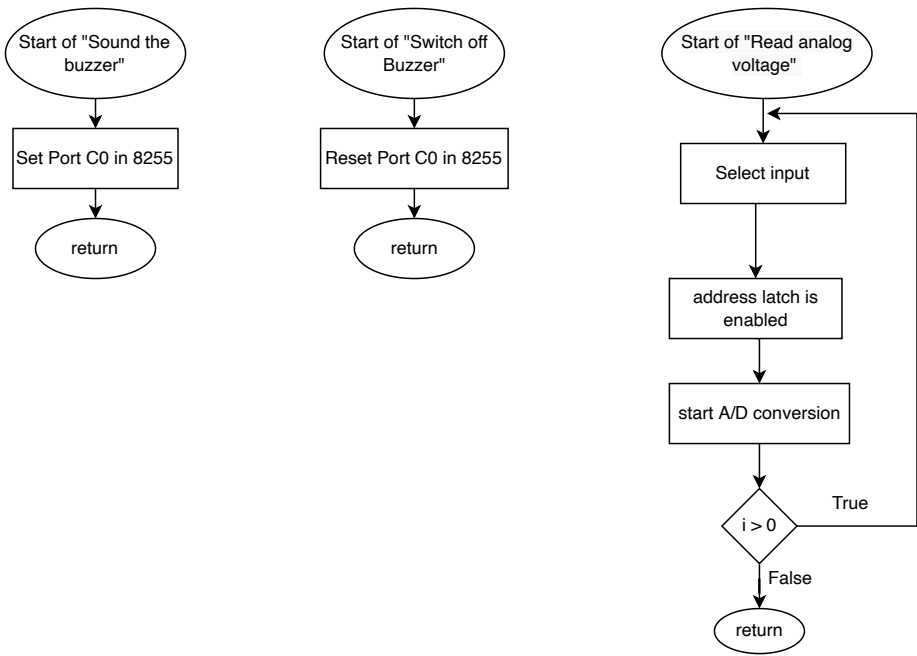 Start of "Sound the
buzzer"
Set Port C0 in 8255
return
Start of "Switch off
Buzzer"
Reset Port C0 in 8255
return
Start of "Read analog
voltage"
Select input
address latch is
enabled
start A/D conversion
i > 0
True
False
return